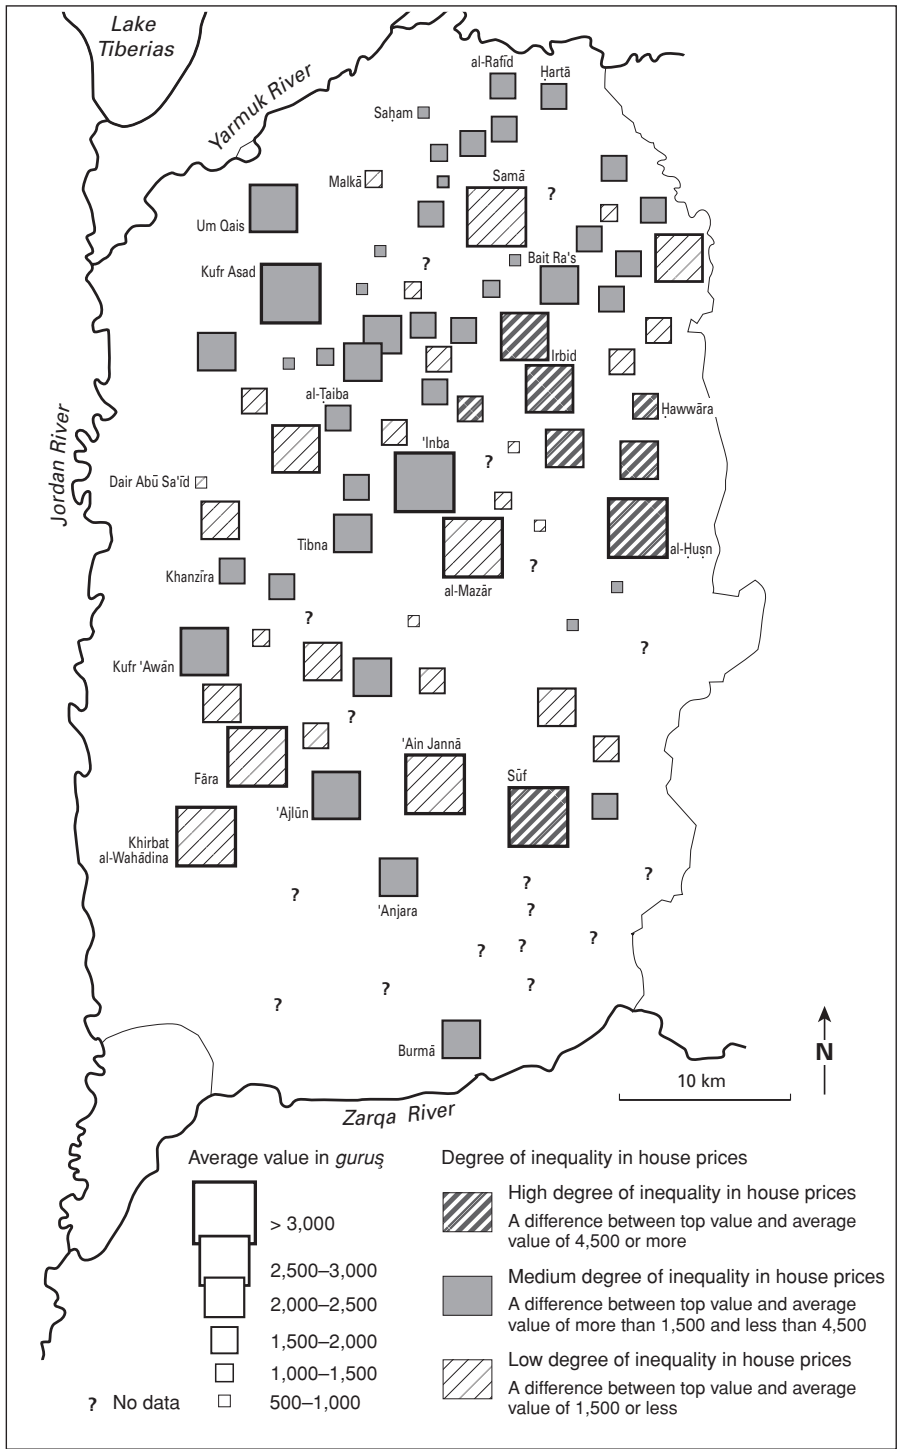 Lake
Tiberias
Yarmuk River
al-Rafīd
Ḥartā
Saḥam
Malkā
Samā
?
Um Qais
Kufr Asad
?
Bait Ra's
Irbid
al-Ṭaiba
Ḥawwāra
'Inba
?
Jordan River
Dair Abū Sa'īd
Tibna
al-Ḥuṣn
Khanzīra
al-Mazār
?
?
?
Kufr 'Awān
?
'Ain Jannā
Fāra
Sūf
'Ajlūn
Khirbat
al-Wahādina
'Anjara
?
?
?
?
?
?
?
?
?
?
Burmā
N
10 km
Zarqa River
Average value in guruş
> 3,000
2,500–3,000
2,000–2,500
1,500–2,000
1,000–1,500
500–1,000
? No data
Degree of inequality in house prices
High degree of inequality in house prices
A difference between top value and average
value of 4,500 or more
Medium degree of inequality in house prices
A difference between top value and average
value of more than 1,500 and less than 4,500
Low degree of inequality in house prices
A difference between top value and average
value of 1,500 or less